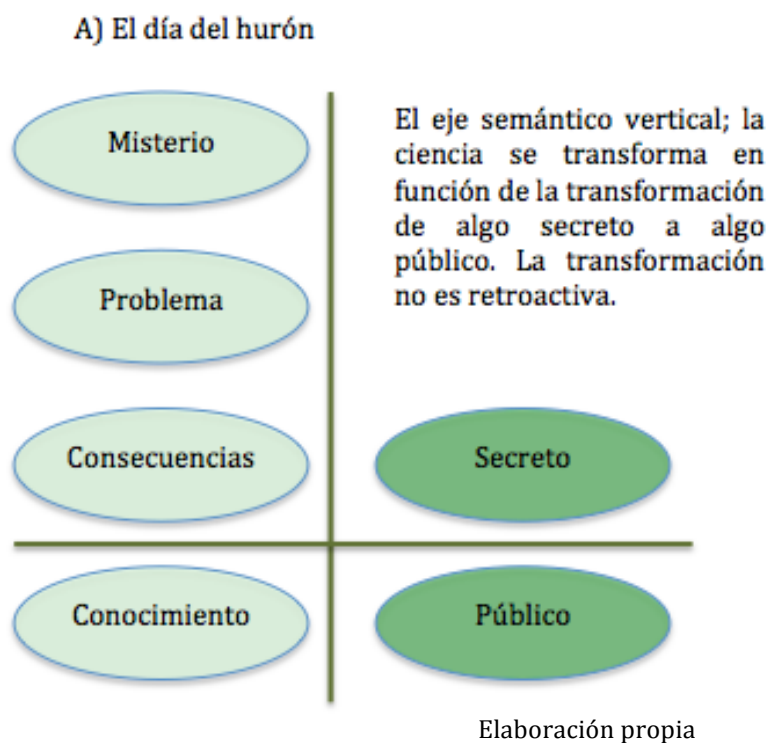 A) El día del hurón
Misterio
El eje semántico vertical; la
ciencia se transforma en
función de la transformación
de algo secreto a algo
público. La transformación
no es retroactiva.
Problema
Consecuencias
Secreto
Conocimiento
Público
Elaboración propia